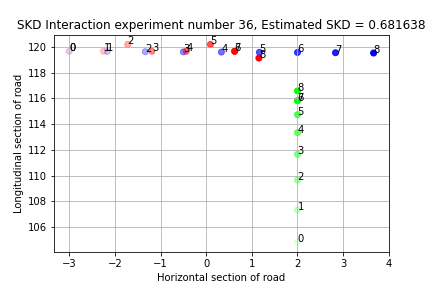 SKD Interaction experiment number 36, Estimated SKD = 0.681638
Longitudinal section of road
120
118
116
114
112
110
108
106
0 0 1 1 2 2 3 3 4 4 5 5 6 7 8
6 7 8
8
6
5
4
3
2
1
0
−3 −2 −1 0 1 2 3 4
Horizontal section of road